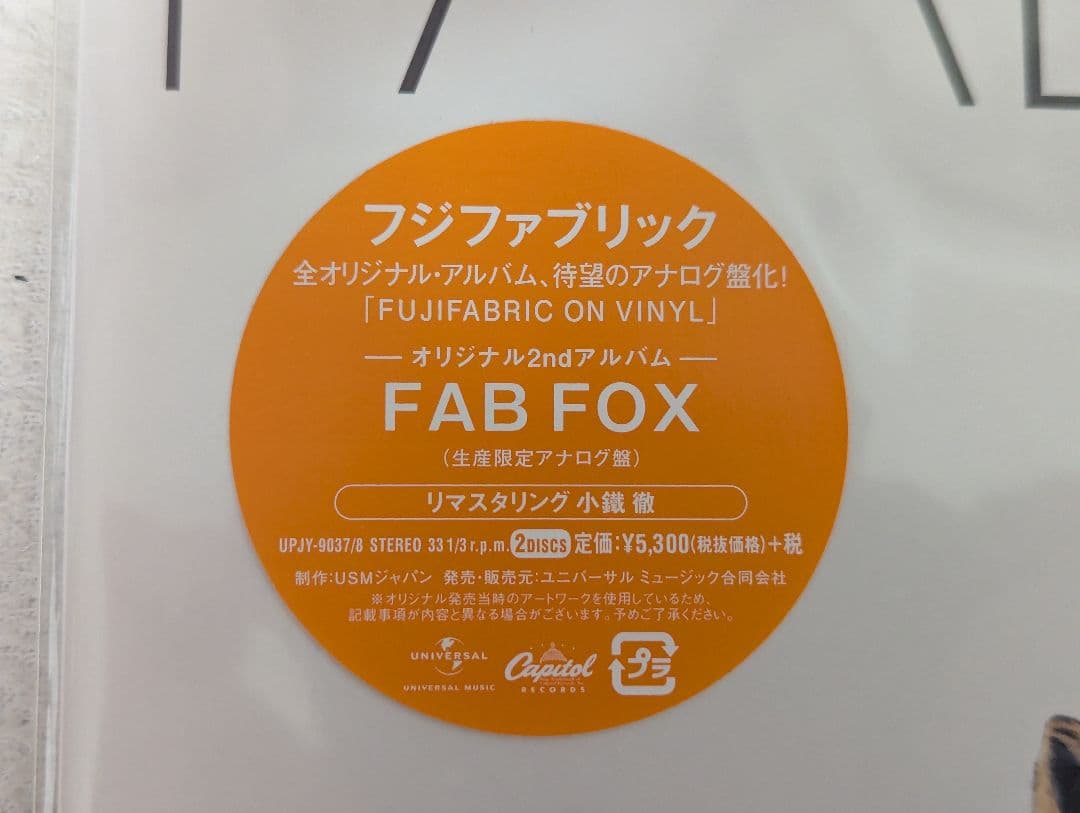 フジファブリック
全オリジナル・アルバム、待望のアナログ盤化!
「FUJIFABRIC ON VINYL」
オリジナル2ndアルバム
FAB FOX
(生産限定アナログ盤)
リマスタリング 小鐵 徹
UPJY-9037/8 STEREO 33 1/3 r.p.m. 2DISCS 定価:¥5,300(税抜価格)+税
制作:USMジャパン 発売・販売元:ユニバーサル ミュージック合同会社
※オリジナル発売当時のアートワークを使用しているため、
記載事項が内容と異なる場合がございます。予めご了承ください。
UNIVERSAL
UNIVERSAL MUSIC
Capitol
RECORDS
プラ